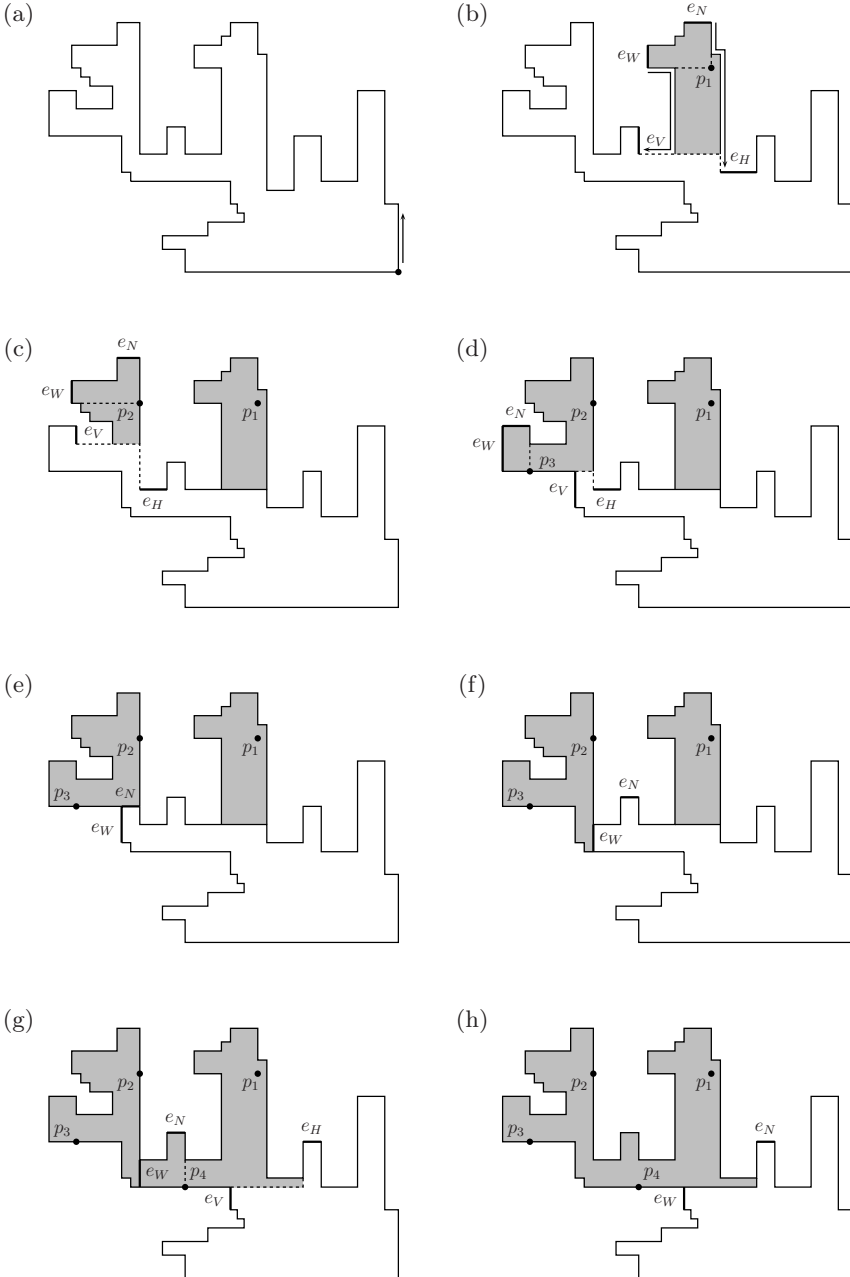 (a) (b)
e_N
e_W
p_1
e_V
e_H
(c) (d)
e_N
e_W
p_2 p_1
e_V
e_H
e_N
p_2 p_1
e_W
p_3
e_V e_H
(e) (f)
p_2 p_1
p_3 e_N
e_W
p_2 p_1
e_N
p_3
e_W
(g) (h)
p_2 p_1
e_N e_H
p_3
e_W p_4
e_V
p_2 p_1
e_N
p_3
p_4
e_W